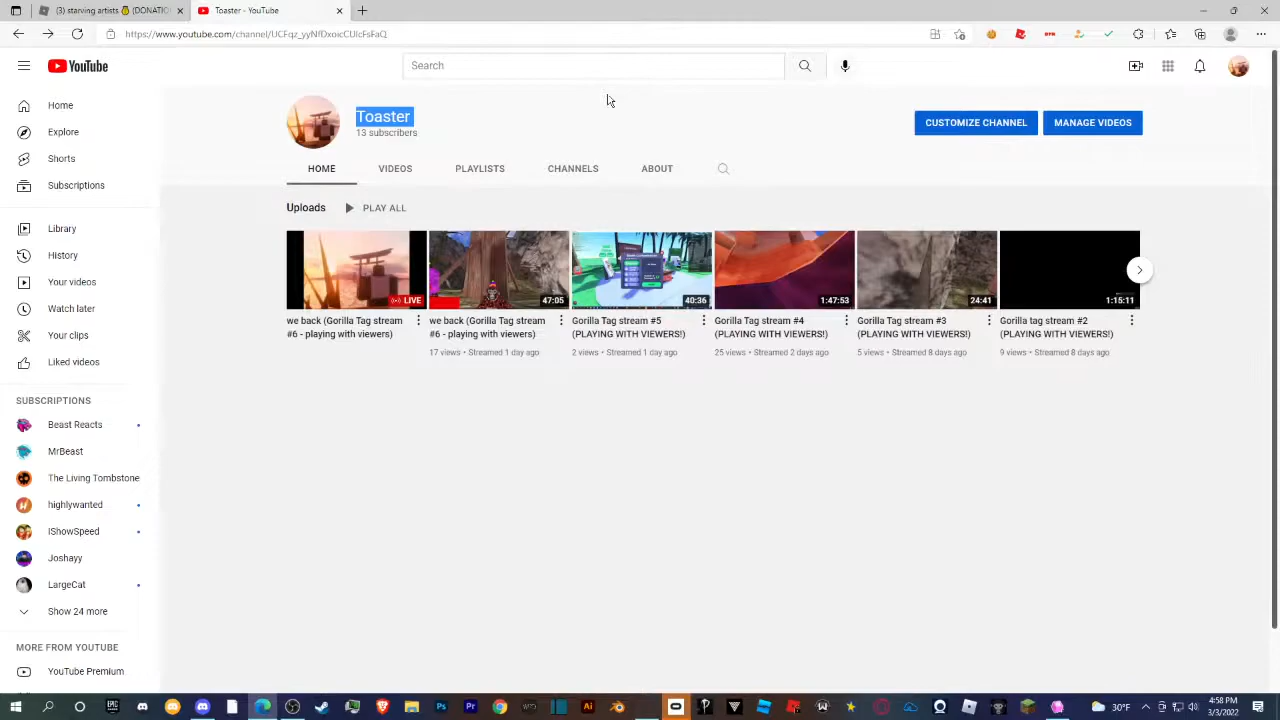 (3) starving artists (DONATIO
Toaster - YouTube
https://www.youtube.com/channel/UCFqz_yyNfDxoicCUIcFsFaQ
YouTube
Search
Home
Explore
Shorts
Subscriptions
Library
History
Your videos
Watch later
Your clips
Liked videos
SUBSCRIPTIONS
Beast Reacts
MrBeast
The Living Tombstone
highlywanted
IShowSpeed
Joshayy
LargeCat
Show 24 more
MORE FROM YOUTUBE
YouTube Premium
Toaster
13 subscribers
CUSTOMIZE CHANNEL
MANAGE VIDEOS
HOME
VIDEOS
PLAYLISTS
CHANNELS
ABOUT
Uploads
PLAY ALL
LIVE
we back (Gorilla Tag stream
#6 - playing with viewers)
47:05
we back (Gorilla Tag stream
#6 - playing with viewers)
17 views • Streamed 1 day ago
40:36
Gorilla Tag stream #5
(PLAYING WITH VIEWERS!)
2 views • Streamed 1 day ago
1:47:53
Gorilla Tag stream #4
(PLAYING WITH VIEWERS!)
25 views • Streamed 2 days ago
24:41
Gorilla Tag stream #3
(PLAYING WITH VIEWERS!)
5 views • Streamed 8 days ago
1:15:11
Gorilla tag stream #2
(PLAYING WITH VIEWERS!)
9 views • Streamed 8 days ago
Ps
Pr
Ai
30°F
4:58 PM
3/3/2022